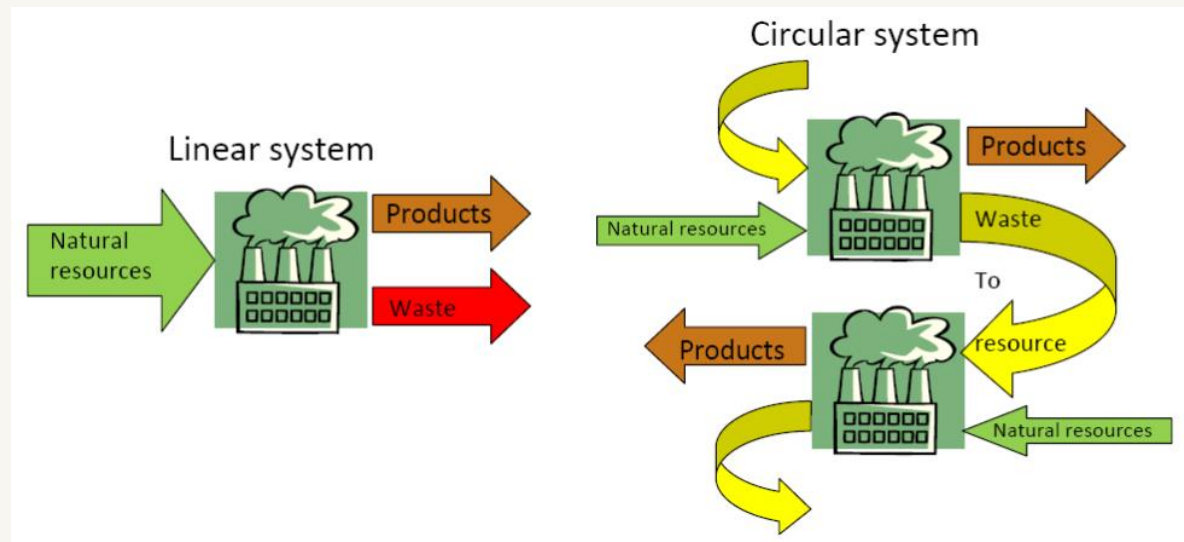 Linear system
Natural
resources
Products
Waste
Circular system
Products
Natural resources
Waste
To
resource
Products
Natural resources